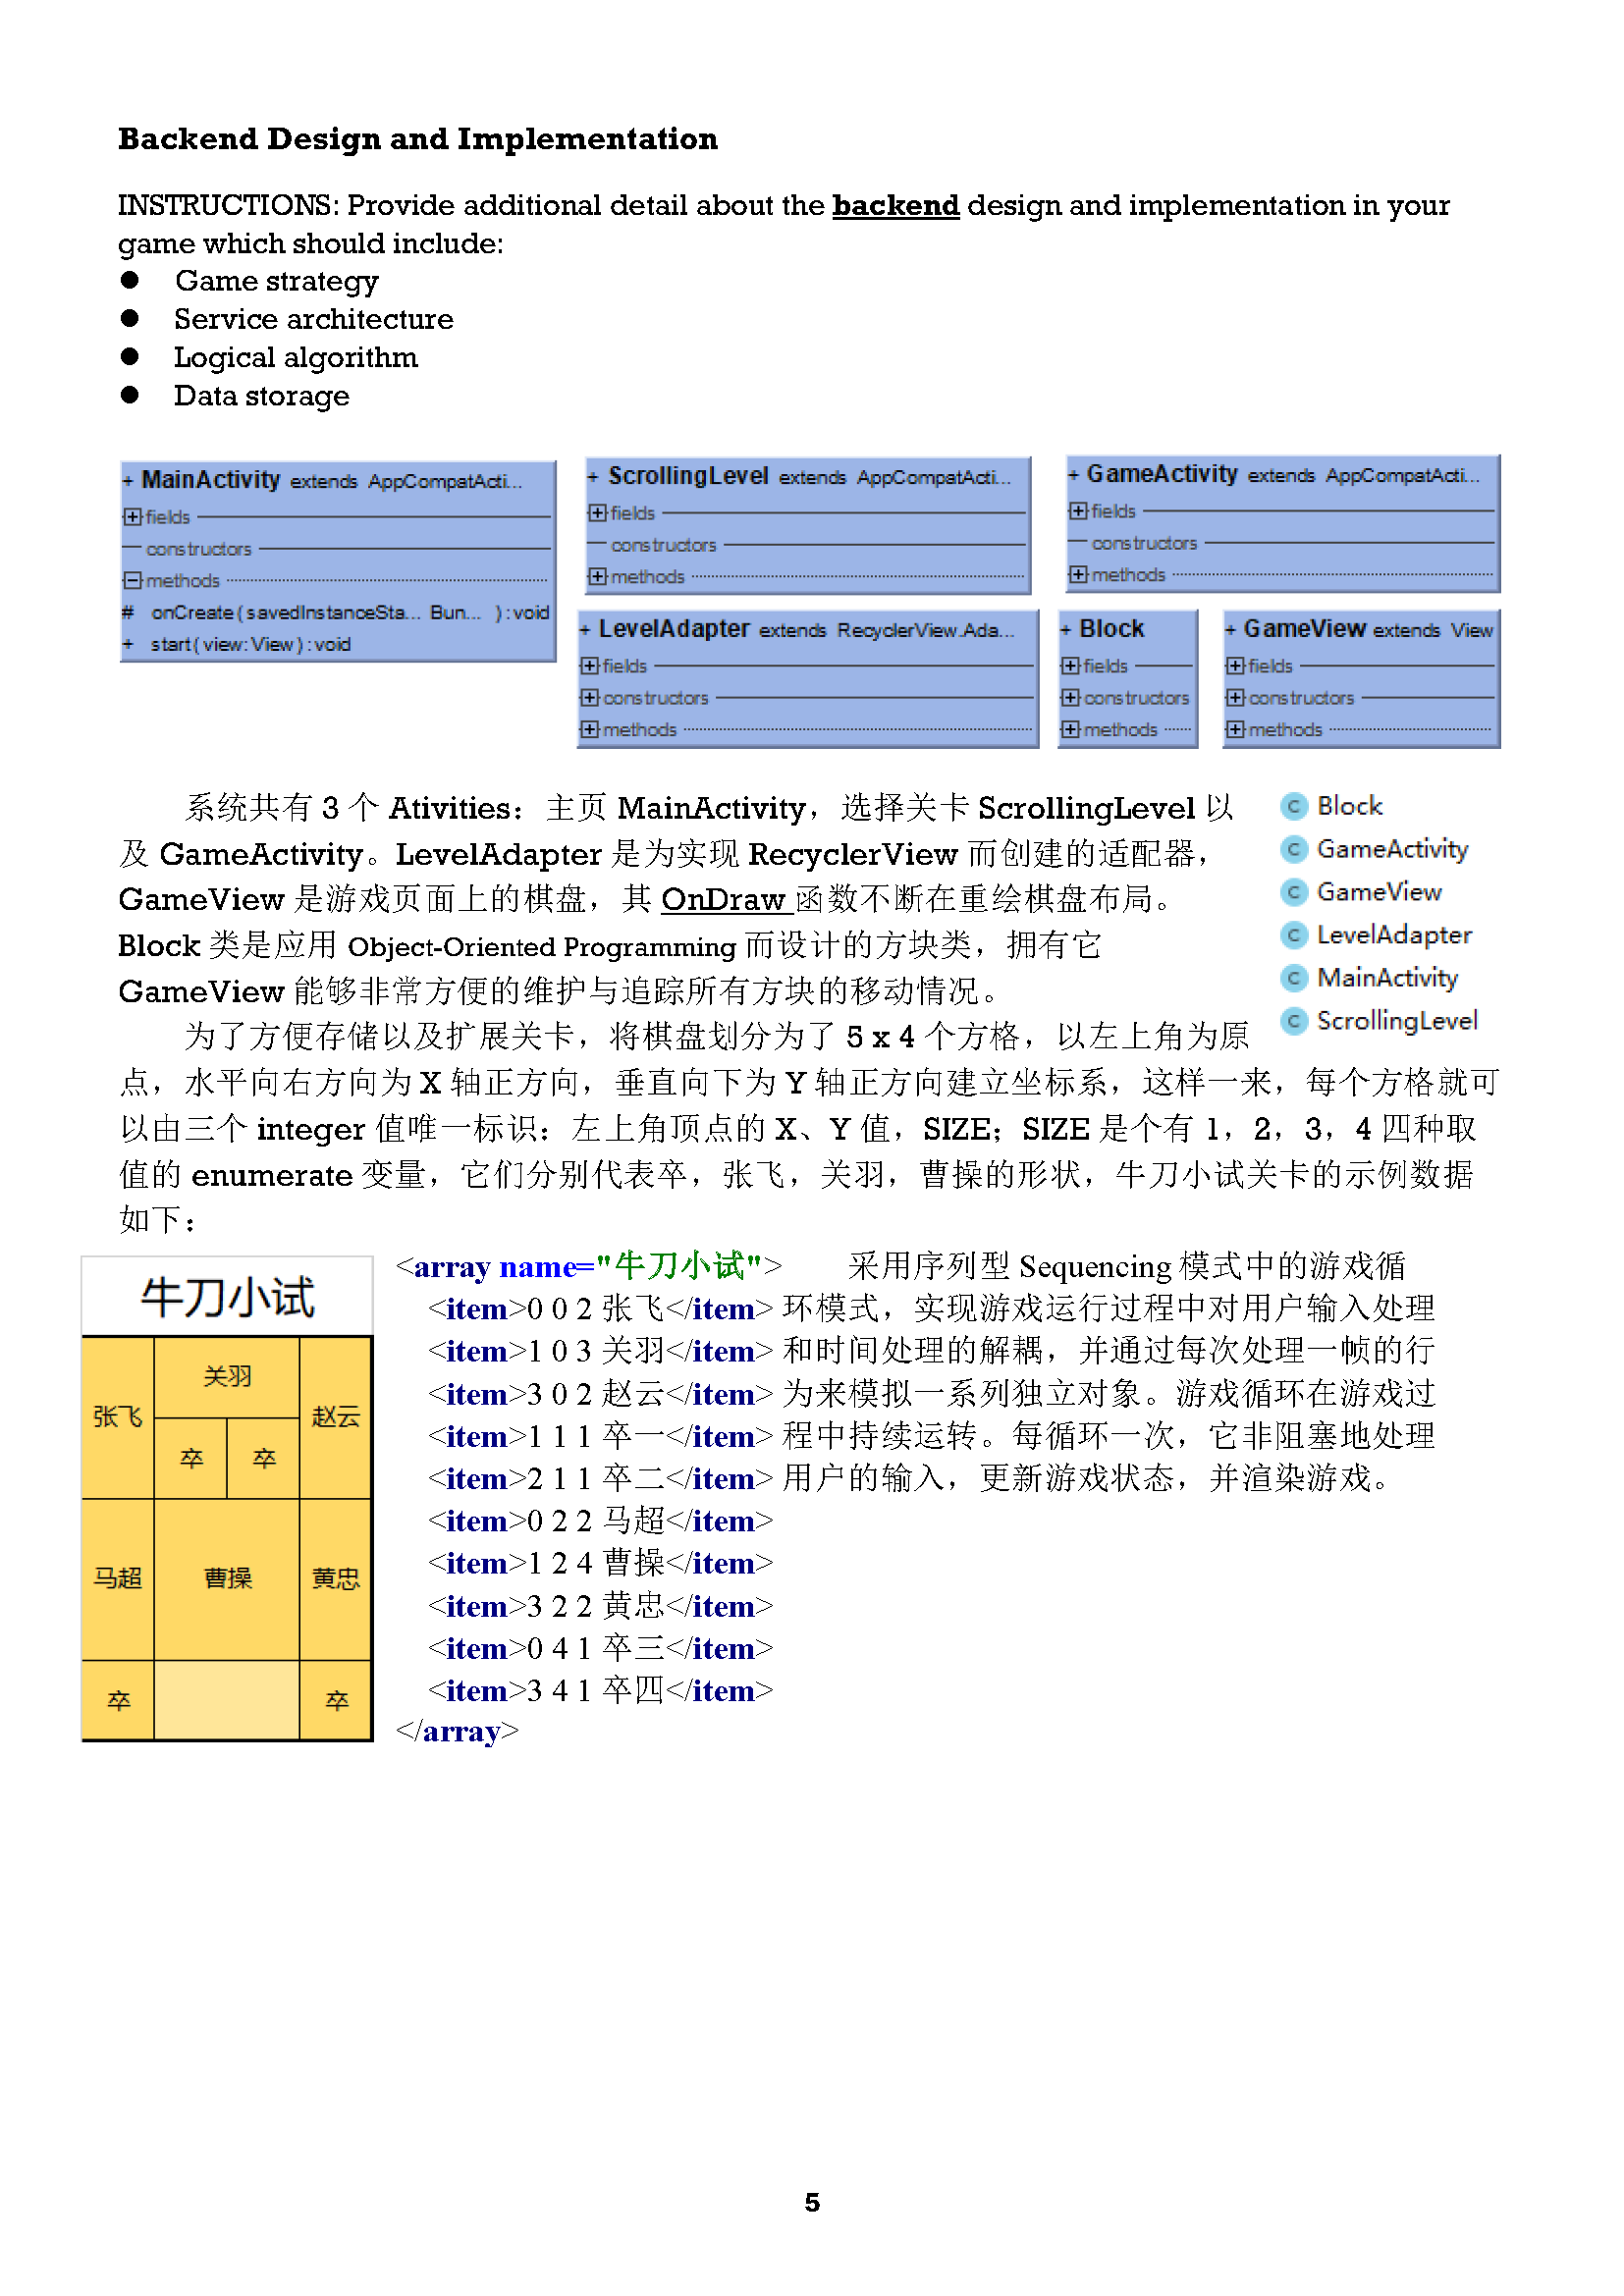 Backend Design and Implementation
INSTRUCTIONS: Provide additional detail about the backend design and implementation in your
game which should include:
● Game strategy
● Service architecture
● Logical algorithm
● Data storage
+ MainActivity extends AppCompatActi...
fields
constructors
methods
# onCreate(savedInstanceSta... Bun... ):void
+ start(view:View):void
+ ScrollingLevel extends AppCompatActi...
fields
constructors
methods
+ GameActivity extends AppCompatActi...
fields
constructors
methods
+ LevelAdapter extends RecyclerView.Ada...
fields
constructors
methods
+ Block
fields
constructors
methods
+ GameView extends View
fields
constructors
methods
系统共有 3 个 Ativities：主页 MainActivity，选择关卡 ScrollingLevel 以
及 GameActivity。LevelAdapter 是为实现 RecyclerView 而创建的适配器，
GameView 是游戏页面上的棋盘，其 OnDraw 函数不断在重绘棋盘布局。
Block 类是应用 Object-Oriented Programming 而设计的方块类，拥有它
GameView 能够非常方便的维护与追踪所有方块的移动情况。
C Block
C GameActivity
C GameView
C LevelAdapter
C MainActivity
C ScrollingLevel
为了方便存储以及扩展关卡，将棋盘划分为了 5 x 4 个方格，以左上角为原
点，水平向右方向为 X 轴正方向，垂直向下为 Y 轴正方向建立坐标系，这样一来，每个方格就可
以由三个 integer 值唯一标识：左上角顶点的 X、Y 值，SIZE；SIZE 是个有 1，2，3，4 四种取
值的 enumerate 变量，它们分别代表卒，张飞，关羽，曹操的形状，牛刀小试关卡的示例数据
如下：
牛刀小试
关羽
张飞 赵云
卒 卒
马超 曹操 黄忠
卒 卒
<array name="牛刀小试">
<item>0 0 2 张飞</item>
<item>1 0 3 关羽</item>
<item>3 0 2 赵云</item>
<item>1 1 1 卒一</item>
<item>2 1 1 卒二</item>
<item>0 2 2 马超</item>
<item>1 2 4 曹操</item>
<item>3 2 2 黄忠</item>
<item>0 4 1 卒三</item>
<item>3 4 1 卒四</item>
</array>
采用序列型 Sequencing 模式中的游戏循
环模式，实现游戏运行过程中对用户输入处理
和时间处理的解耦，并通过每次处理一帧的行
为来模拟一系列独立对象。游戏循环在游戏过
程中持续运转。每循环一次，它非阻塞地处理
用户的输入，更新游戏状态，并渲染游戏。
5